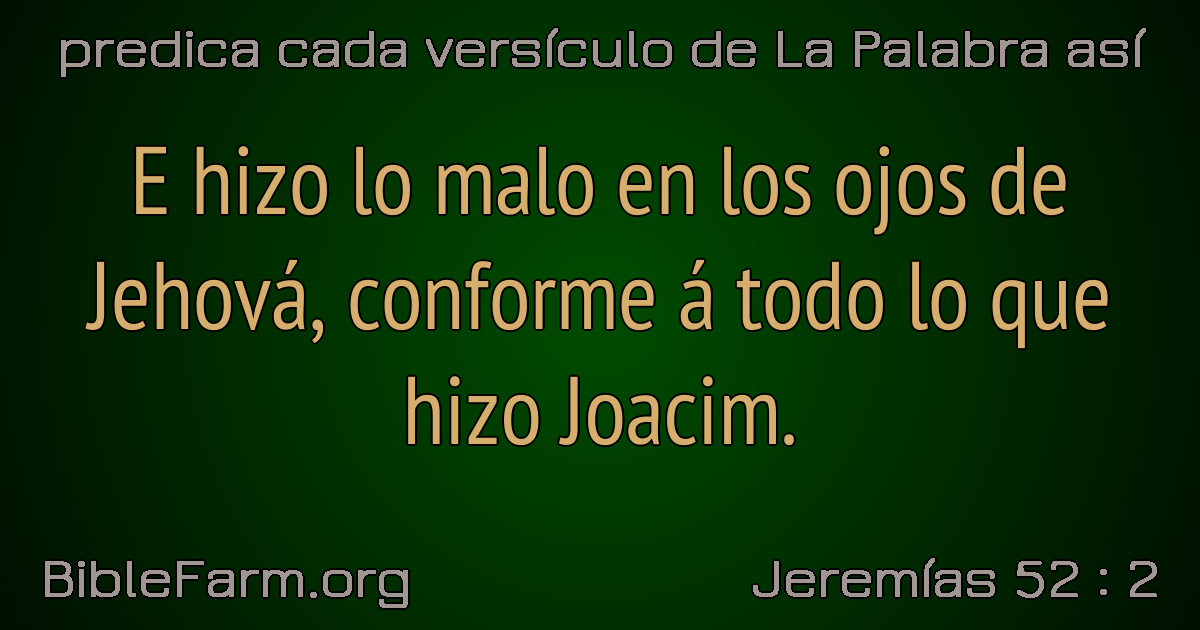 predica cada versículo de La Palabra así
E hizo lo malo en los ojos de
Jehová, conforme á todo lo que
hizo Joacim.
BibleFarm.org
Jeremías 52 : 2